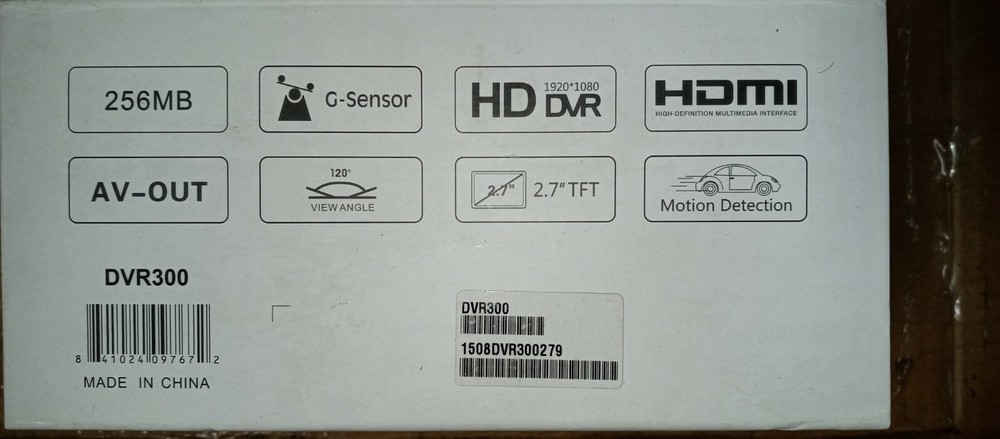 256MB
G-Sensor
HD 1920*1080 DVR
HDMI
HIGH-DEFINITION MULTIMEDIA INTERFACE
AV-OUT
120°
VIEW ANGLE
2.7"
2.7" TFT
Motion Detection
DVR300
8 41024 09767 2
MADE IN CHINA
DVR300
1508DVR300279